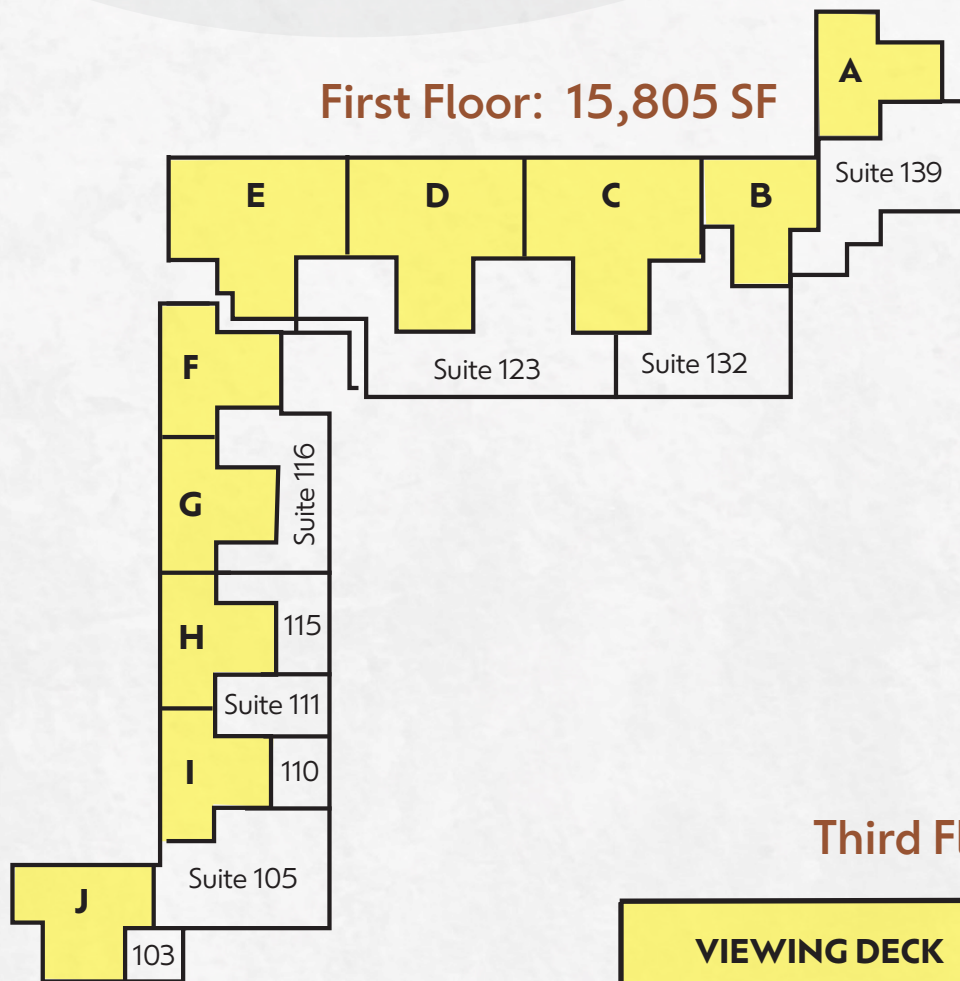 First Floor: 15,805 SF
A
Suite 139
E
D
C
B
Suite 123
Suite 132
F
G
Suite 116
H
115
Suite 111
I
110
Suite 105
J
103
Third Fl
VIEWING DECK